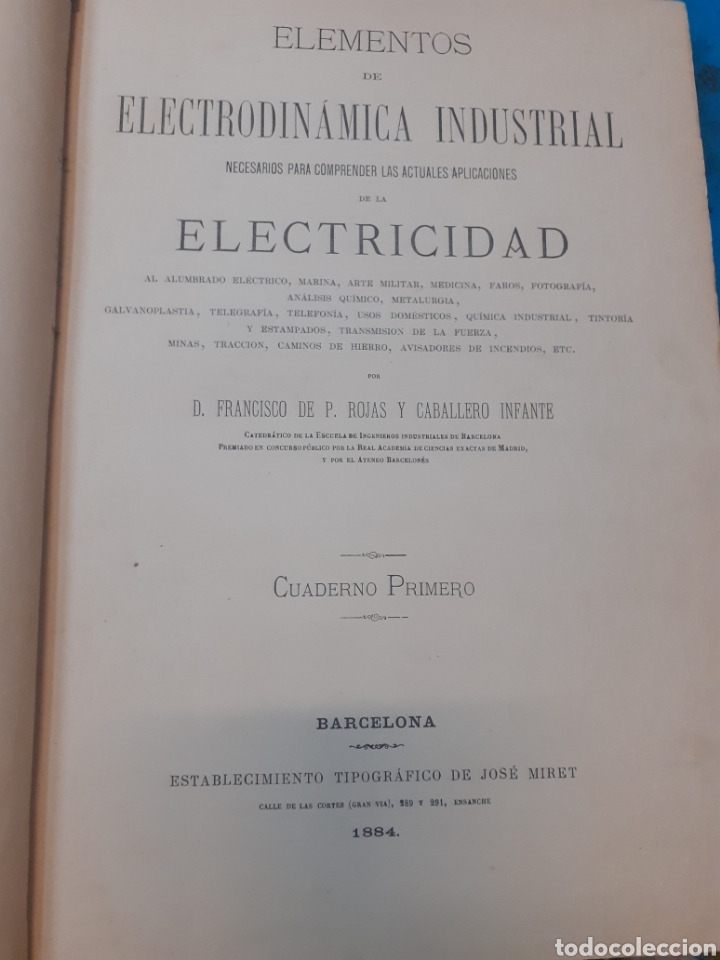 ELEMENTOS
DE
ELECTRODINÁMICA INDUSTRIAL
NECESARIOS PARA COMPRENDER LAS ACTUALES APLICACIONES
DE LA
ELECTRICIDAD
AL ALUMBRADO ELÉCTRICO, MARINA, ARTE MILITAR, MEDICINA, FAROS, FOTOGRAFÍA,
ANÁLISIS QUÍMICO, METALURGIA,
GALVANOPLASTIA, TELEGRAFÍA, TELEFONÍA, USOS DOMÉSTICOS, QUÍMICA INDUSTRIAL, TINTORÍA
Y ESTAMPADOS, TRANSMISION DE LA FUERZA,
MINAS, TRACCION, CAMINOS DE HIERRO, AVISADORES DE INCENDIOS, ETC.
POR
D. FRANCISCO DE P. ROJAS Y CABALLERO INFANTE
CATEDRÁTICO DE LA ESCUELA DE INGENIEROS INDUSTRIALES DE BARCELONA
PREMIADO EN CONCURSO PÚBLICO POR LA REAL ACADEMIA DE CIENCIAS EXACTAS DE MADRID,
Y POR EL ATENEO BARCELONÉS
CUADERNO PRIMERO
BARCELONA
ESTABLECIMIENTO TIPOGRÁFICO DE JOSÉ MIRET
CALLE DE LAS CORTES (GRAN VIA), 289 Y 291, ENSANCHE
1884.
todocoleccion